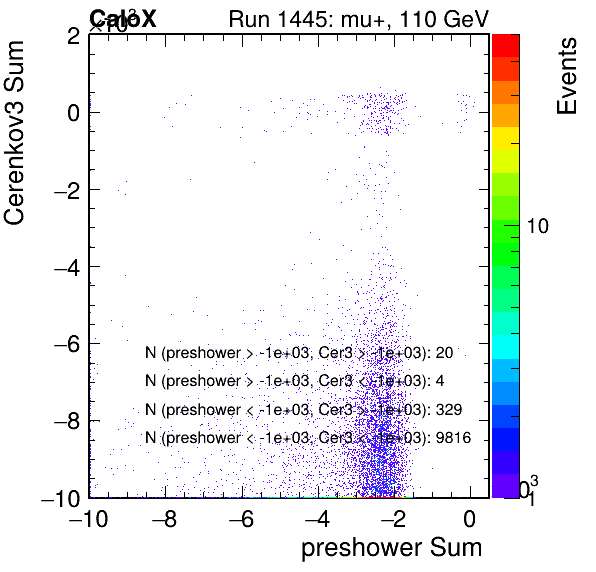 CaloX Run 1445: mu+, 110 GeV
×10³
Cerenkov3 Sum
Events
2
0
−2
−4
−6
−8
−10
10
1
N (preshower > -1e+03, Cer3 > -1e+03): 20
N (preshower > -1e+03, Cer3 < -1e+03): 4
N (preshower < -1e+03, Cer3 > -1e+03): 329
N (preshower < -1e+03, Cer3 < -1e+03): 9816
−10 −8 −6 −4 −2 0
preshower Sum